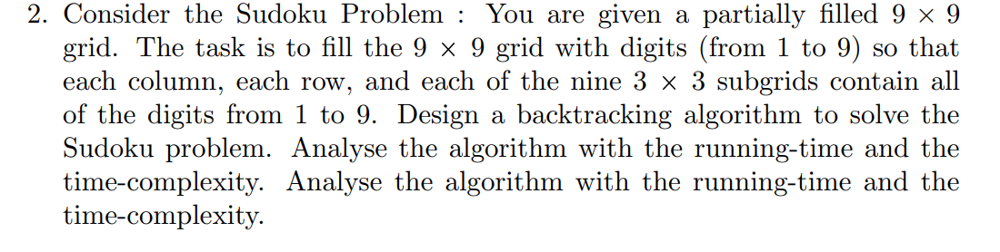 2. Consider the Sudoku Problem : You are given a partially filled 9 × 9
grid. The task is to fill the 9 × 9 grid with digits (from 1 to 9) so that
each column, each row, and each of the nine 3 × 3 subgrids contain all
of the digits from 1 to 9. Design a backtracking algorithm to solve the
Sudoku problem. Analyse the algorithm with the running-time and the
time-complexity. Analyse the algorithm with the running-time and the
time-complexity.